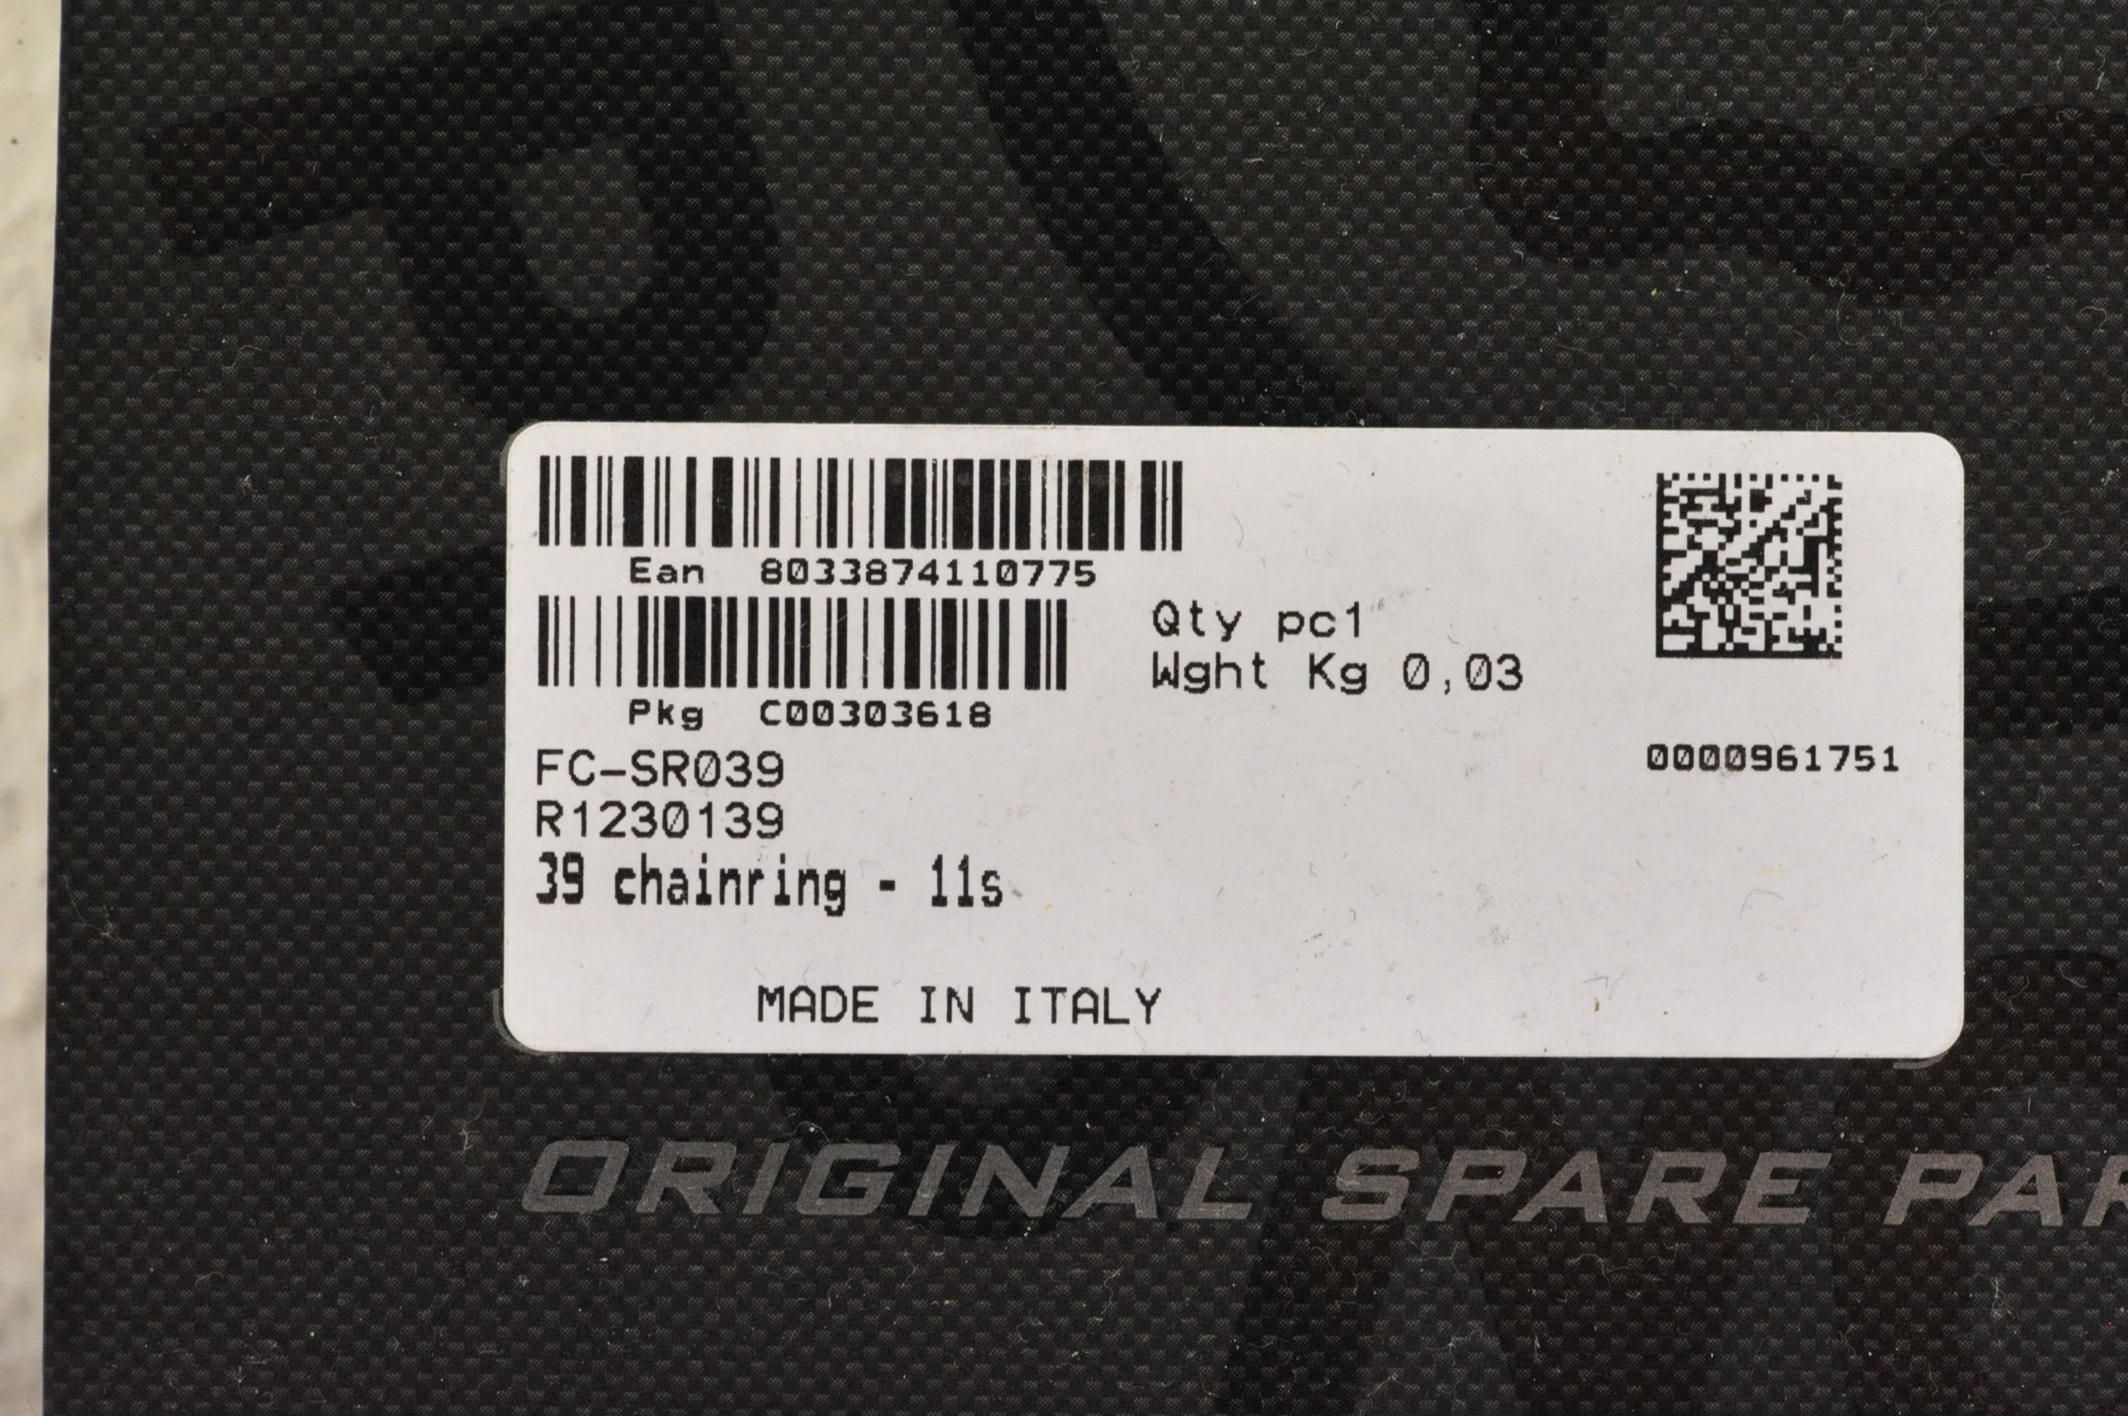 Ean 8033874110775
Qty pc1
Wght Kg 0,03
Pkg C00303618
FC-SR039
0000961751
R1230139
39 chainring - 11s
MADE IN ITALY
ORIGINAL SPARE